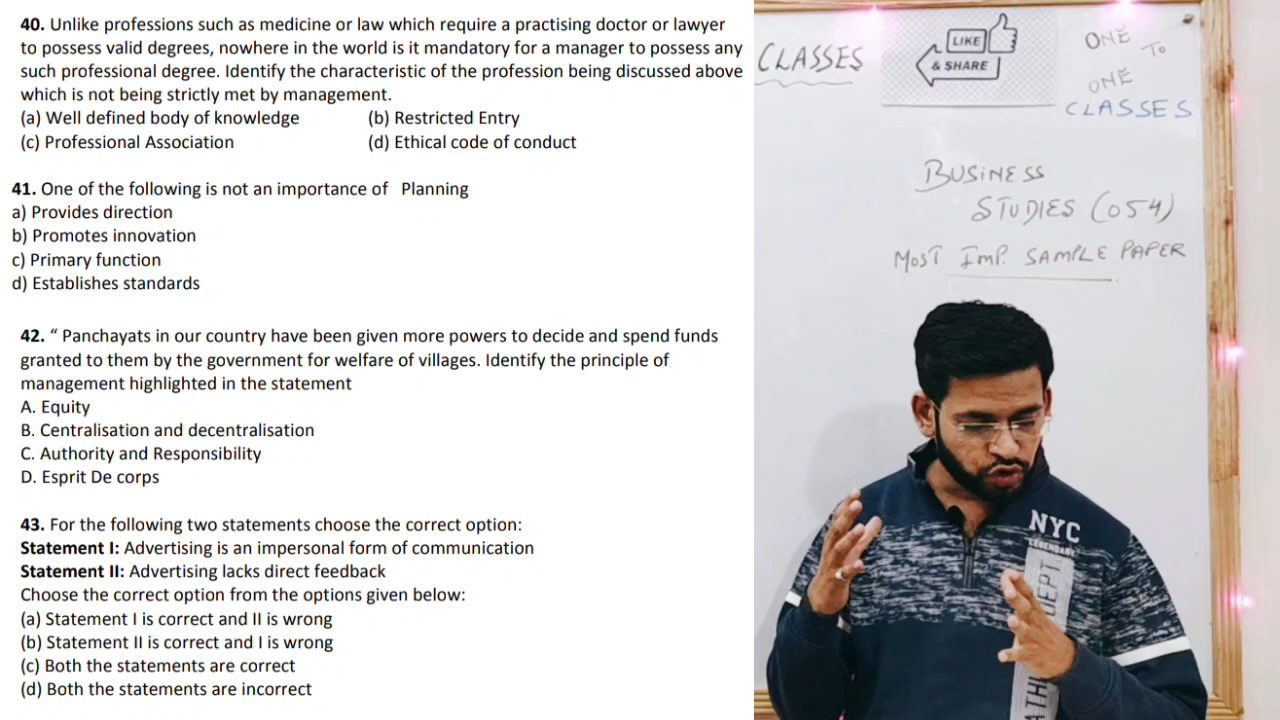 40. Unlike professions such as medicine or law which require a practising doctor or lawyer
to possess valid degrees, nowhere in the world is it mandatory for a manager to possess any
such professional degree. Identify the characteristic of the profession being discussed above
which is not being strictly met by management.
(a) Well defined body of knowledge (b) Restricted Entry
(c) Professional Association (d) Ethical code of conduct
41. One of the following is not an importance of Planning
a) Provides direction
b) Promotes innovation
c) Primary function
d) Establishes standards
42. “ Panchayats in our country have been given more powers to decide and spend funds
granted to them by the government for welfare of villages. Identify the principle of
management highlighted in the statement
A. Equity
B. Centralisation and decentralisation
C. Authority and Responsibility
D. Esprit De corps
43. For the following two statements choose the correct option:
Statement I: Advertising is an impersonal form of communication
Statement II: Advertising lacks direct feedback
Choose the correct option from the options given below:
(a) Statement I is correct and II is wrong
(b) Statement II is correct and I is wrong
(c) Both the statements are correct
(d) Both the statements are incorrect
CLASSES
LIKE
& SHARE
ONE
To
ONE
CLASSES
BUSINESS
STUDIES (054)
MOST IMP. SAMPLE PAPER
NYC
LEGENDARY